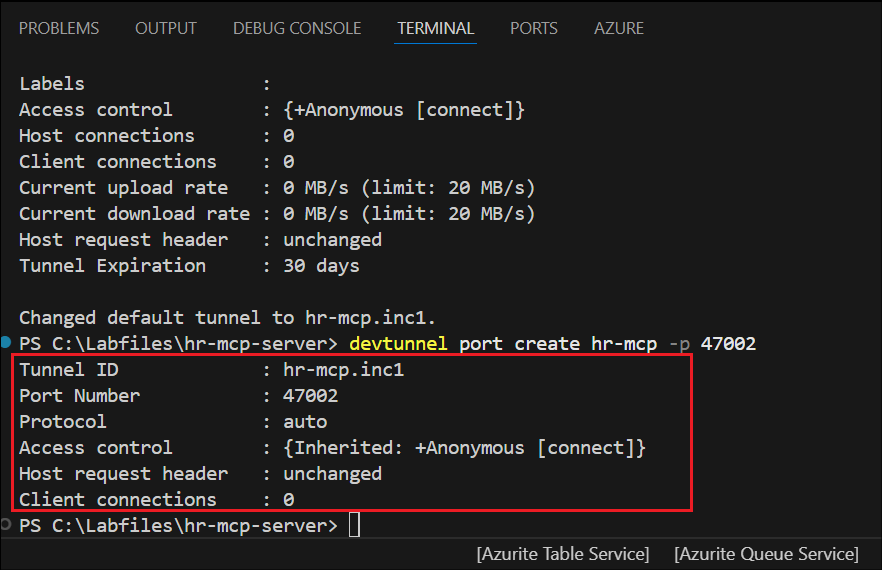 PROBLEMS OUTPUT DEBUG CONSOLE TERMINAL PORTS AZURE
Labels :
Access control : {+Anonymous [connect]}
Host connections : 0
Client connections : 0
Current upload rate : 0 MB/s (limit: 20 MB/s)
Current download rate : 0 MB/s (limit: 20 MB/s)
Host request header : unchanged
Tunnel Expiration : 30 days
Changed default tunnel to hr-mcp.inc1.
PS C:\Labfiles\hr-mcp-server> devtunnel port create hr-mcp -p 47002
Tunnel ID : hr-mcp.inc1
Port Number : 47002
Protocol : auto
Access control : {Inherited: +Anonymous [connect]}
Host request header : unchanged
Client connections : 0
PS C:\Labfiles\hr-mcp-server>
[Azurite Table Service] [Azurite Queue Service]